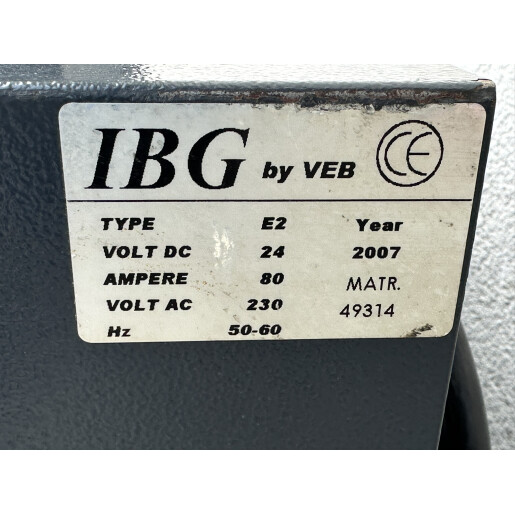 IBG by VEB CE
TYPE E2 Year
VOLT DC 24 2007
AMPERE 80 MATR.
VOLT AC 230 49314
Hz 50-60